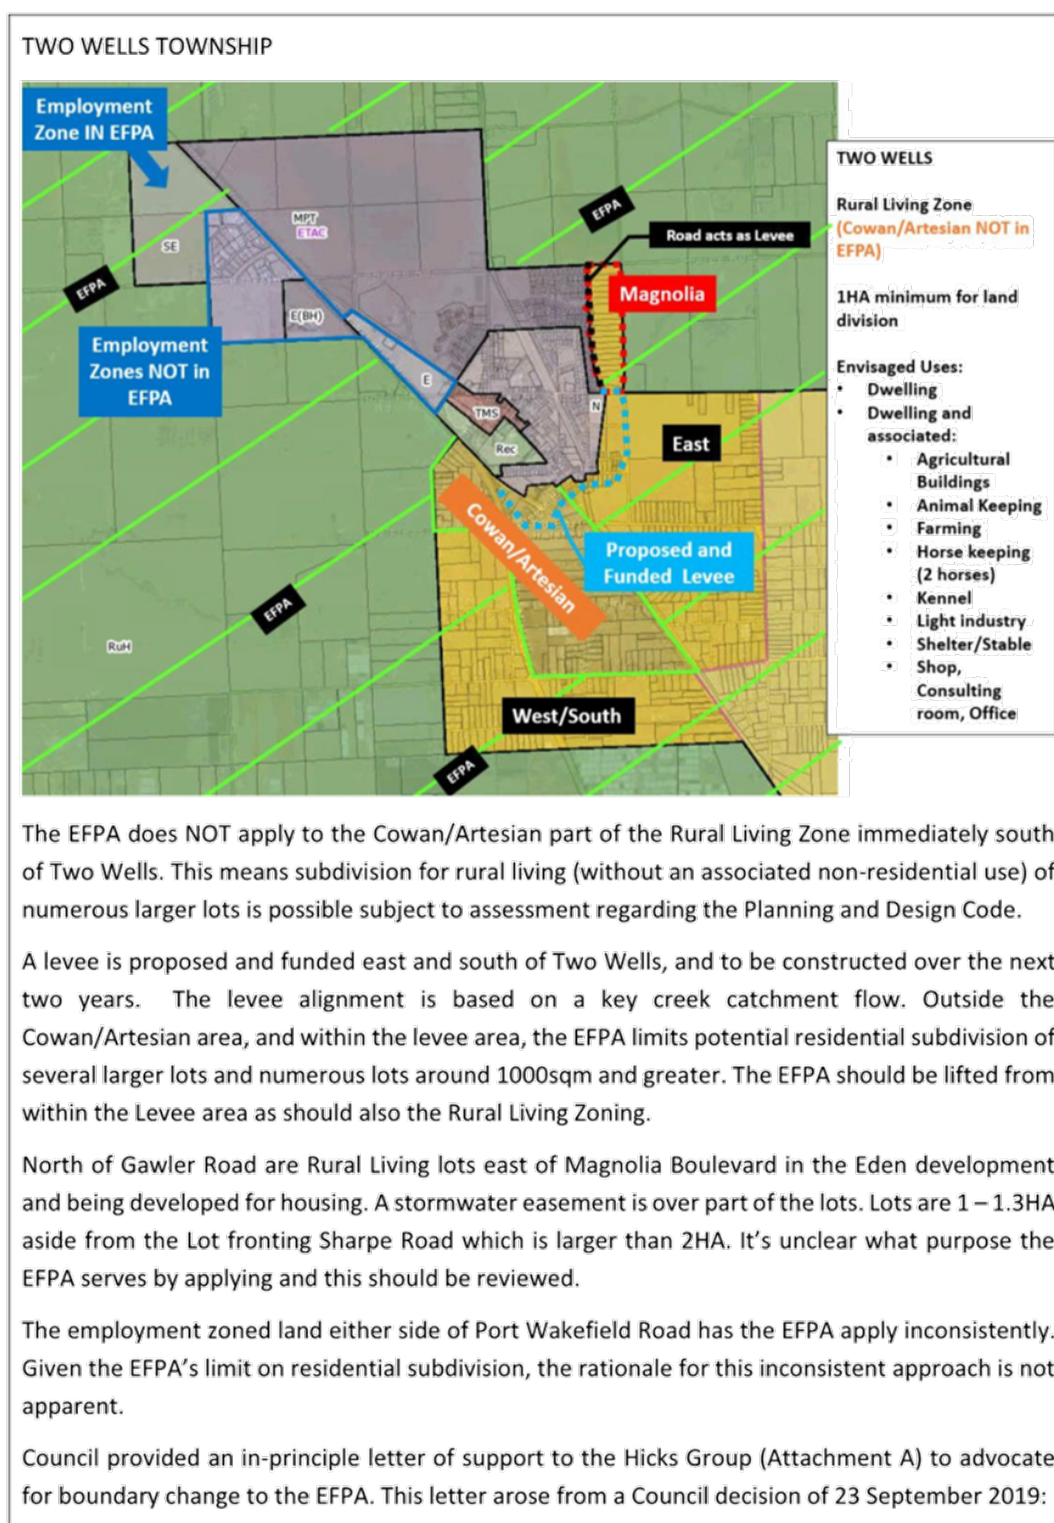 TWO WELLS TOWNSHIP
Employment
Zone IN EFPA
SE
MPT
ETAC
EFPA
Road acts as Levee
Magnolia
EFPA
E(BH)
Employment
Zones NOT in
EFPA
E
TMS
N
Rec
East
Cowan/Artesian
Proposed and
Funded Levee
EFPA
RuH
West/South
EFPA
TWO WELLS
Rural Living Zone
(Cowan/Artesian NOT in
EFPA)
1HA minimum for land
division
Envisaged Uses:
• Dwelling
• Dwelling and
associated:
• Agricultural
Buildings
• Animal Keeping
• Farming
• Horse keeping
(2 horses)
• Kennel
• Light industry
• Shelter/Stable
• Shop,
Consulting
room, Office
The EFPA does NOT apply to the Cowan/Artesian part of the Rural Living Zone immediately south
of Two Wells. This means subdivision for rural living (without an associated non-residential use) of
numerous larger lots is possible subject to assessment regarding the Planning and Design Code.
A levee is proposed and funded east and south of Two Wells, and to be constructed over the next
two years. The levee alignment is based on a key creek catchment flow. Outside the
Cowan/Artesian area, and within the levee area, the EFPA limits potential residential subdivision of
several larger lots and numerous lots around 1000sqm and greater. The EFPA should be lifted from
within the Levee area as should also the Rural Living Zoning.
North of Gawler Road are Rural Living lots east of Magnolia Boulevard in the Eden development
and being developed for housing. A stormwater easement is over part of the lots. Lots are 1 – 1.3HA
aside from the Lot fronting Sharpe Road which is larger than 2HA. It’s unclear what purpose the
EFPA serves by applying and this should be reviewed.
The employment zoned land either side of Port Wakefield Road has the EFPA apply inconsistently.
Given the EFPA’s limit on residential subdivision, the rationale for this inconsistent approach is not
apparent.
Council provided an in-principle letter of support to the Hicks Group (Attachment A) to advocate
for boundary change to the EFPA. This letter arose from a Council decision of 23 September 2019: